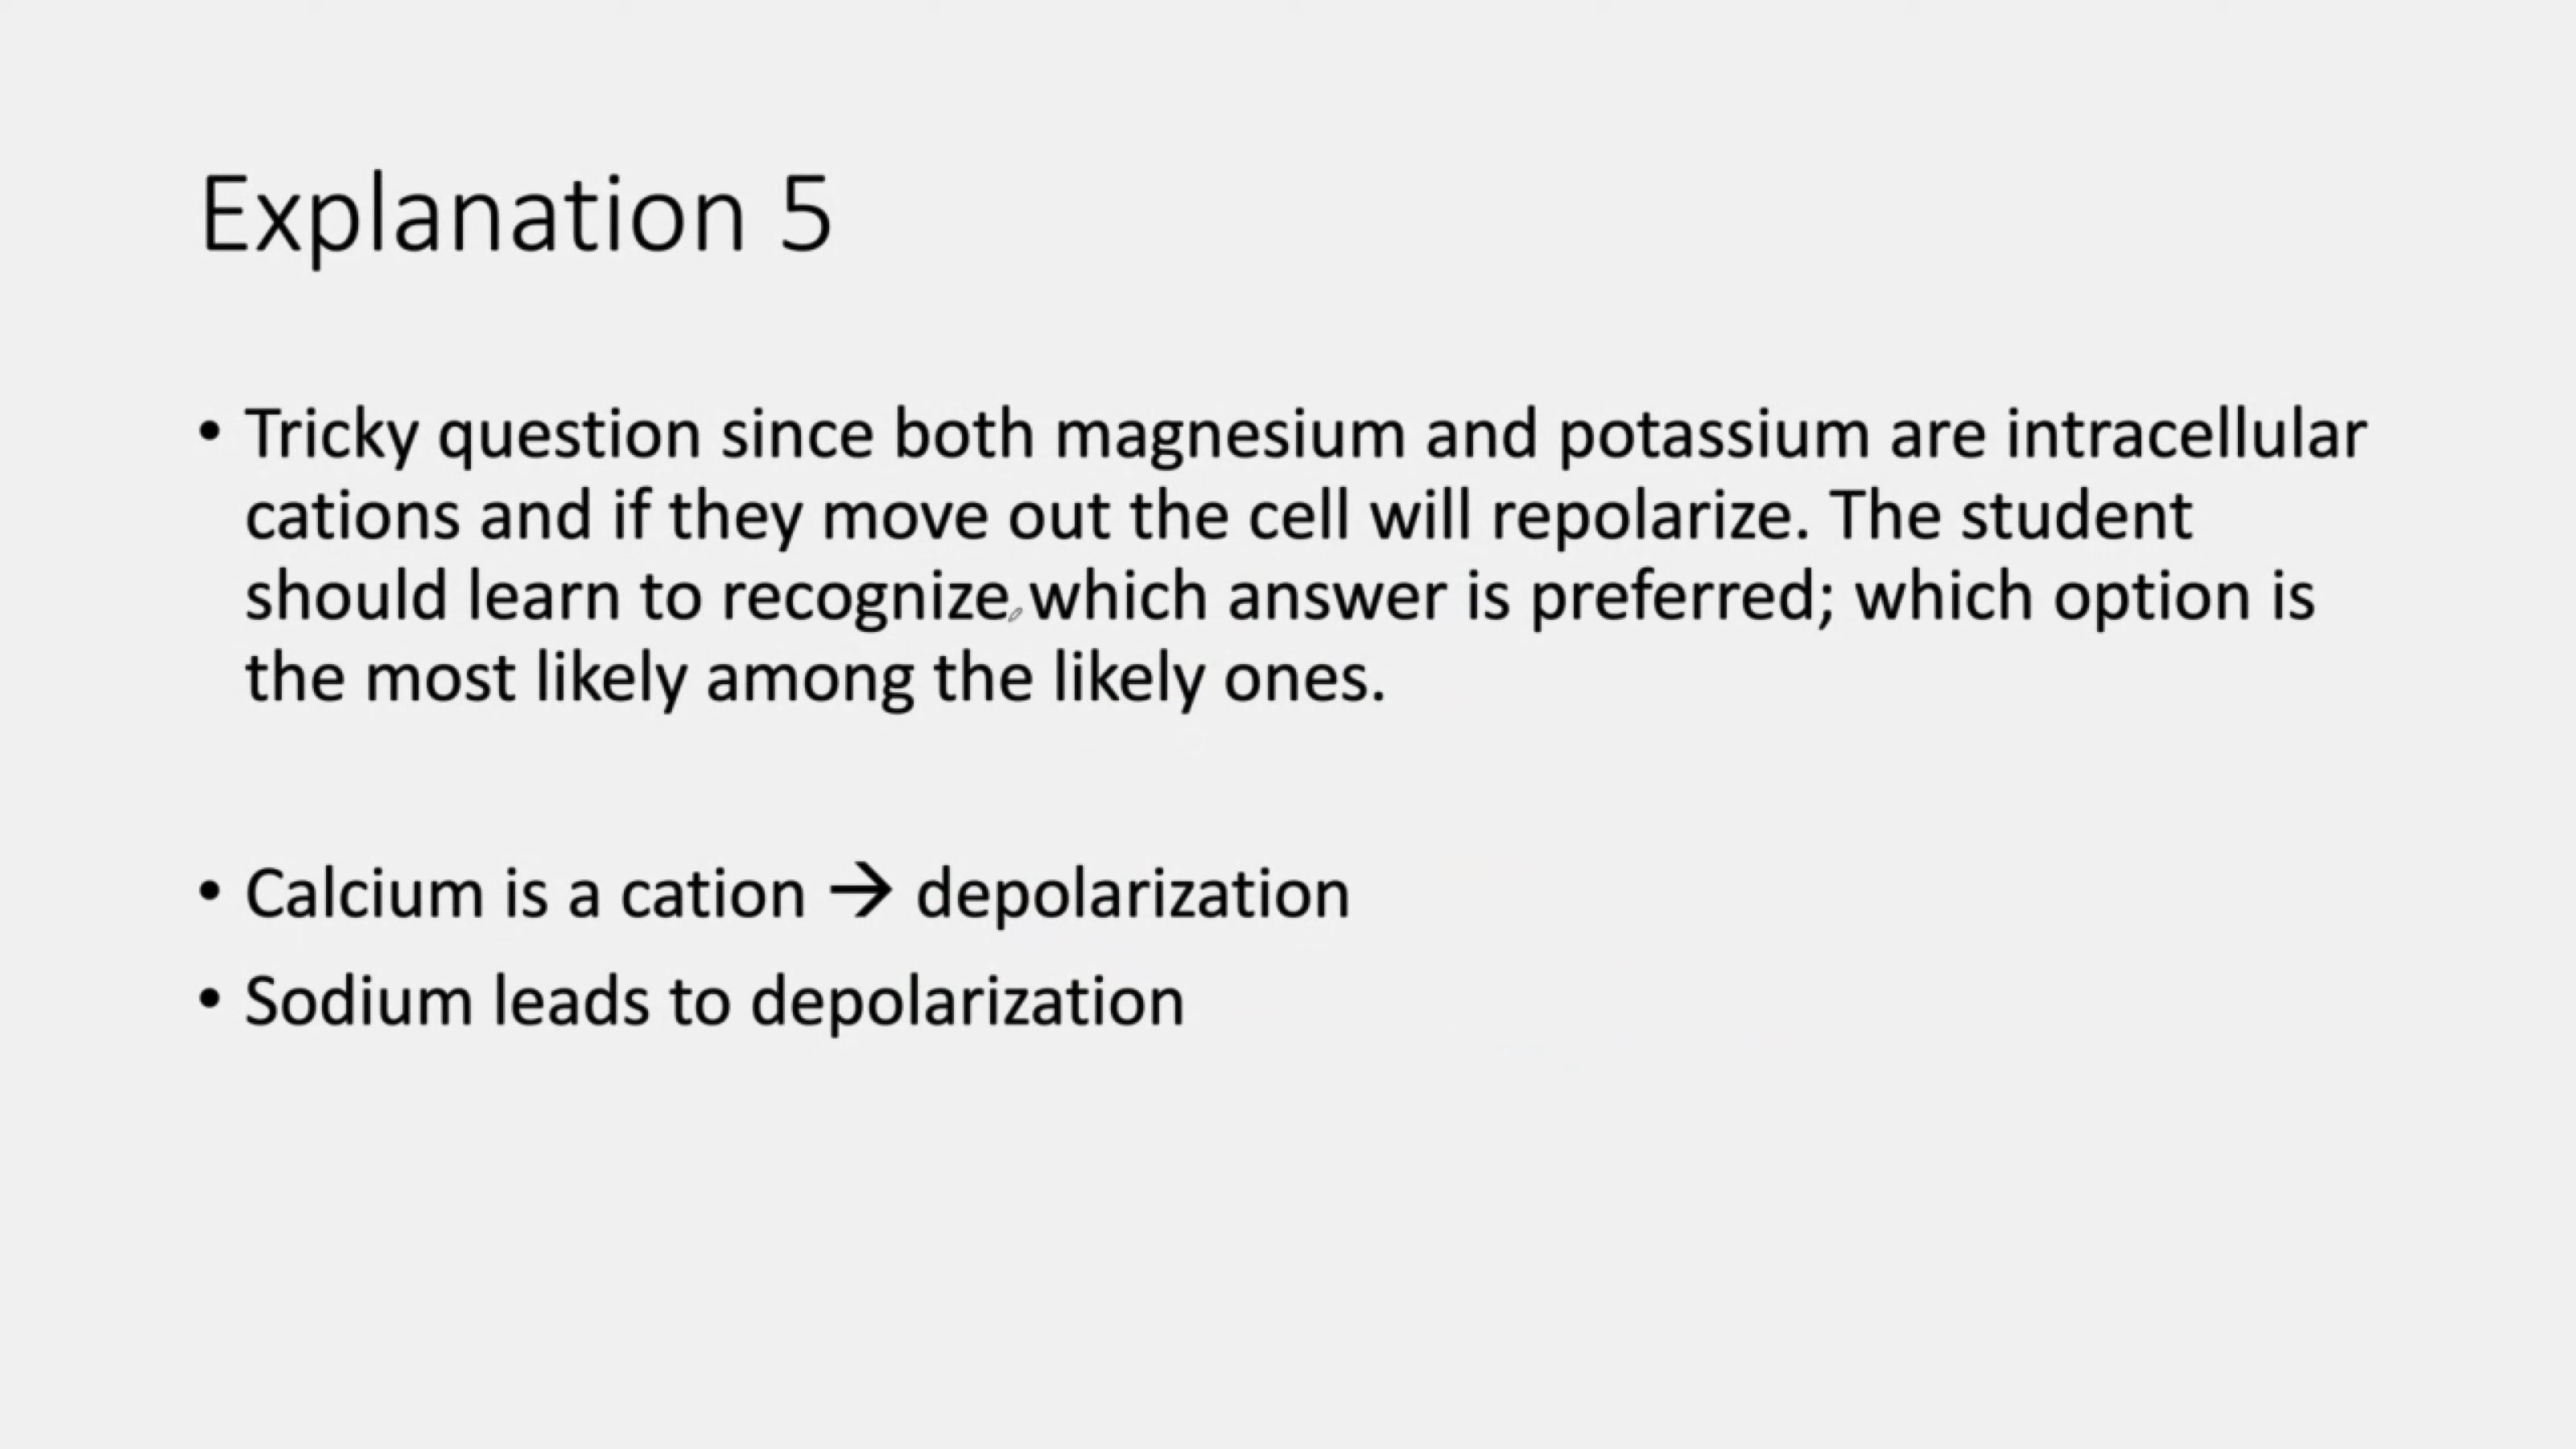 Explanation 5
• Tricky question since both magnesium and potassium are intracellular
cations and if they move out the cell will repolarize. The student
should learn to recognize which answer is preferred; which option is
the most likely among the likely ones.
• Calcium is a cation → depolarization
• Sodium leads to depolarization